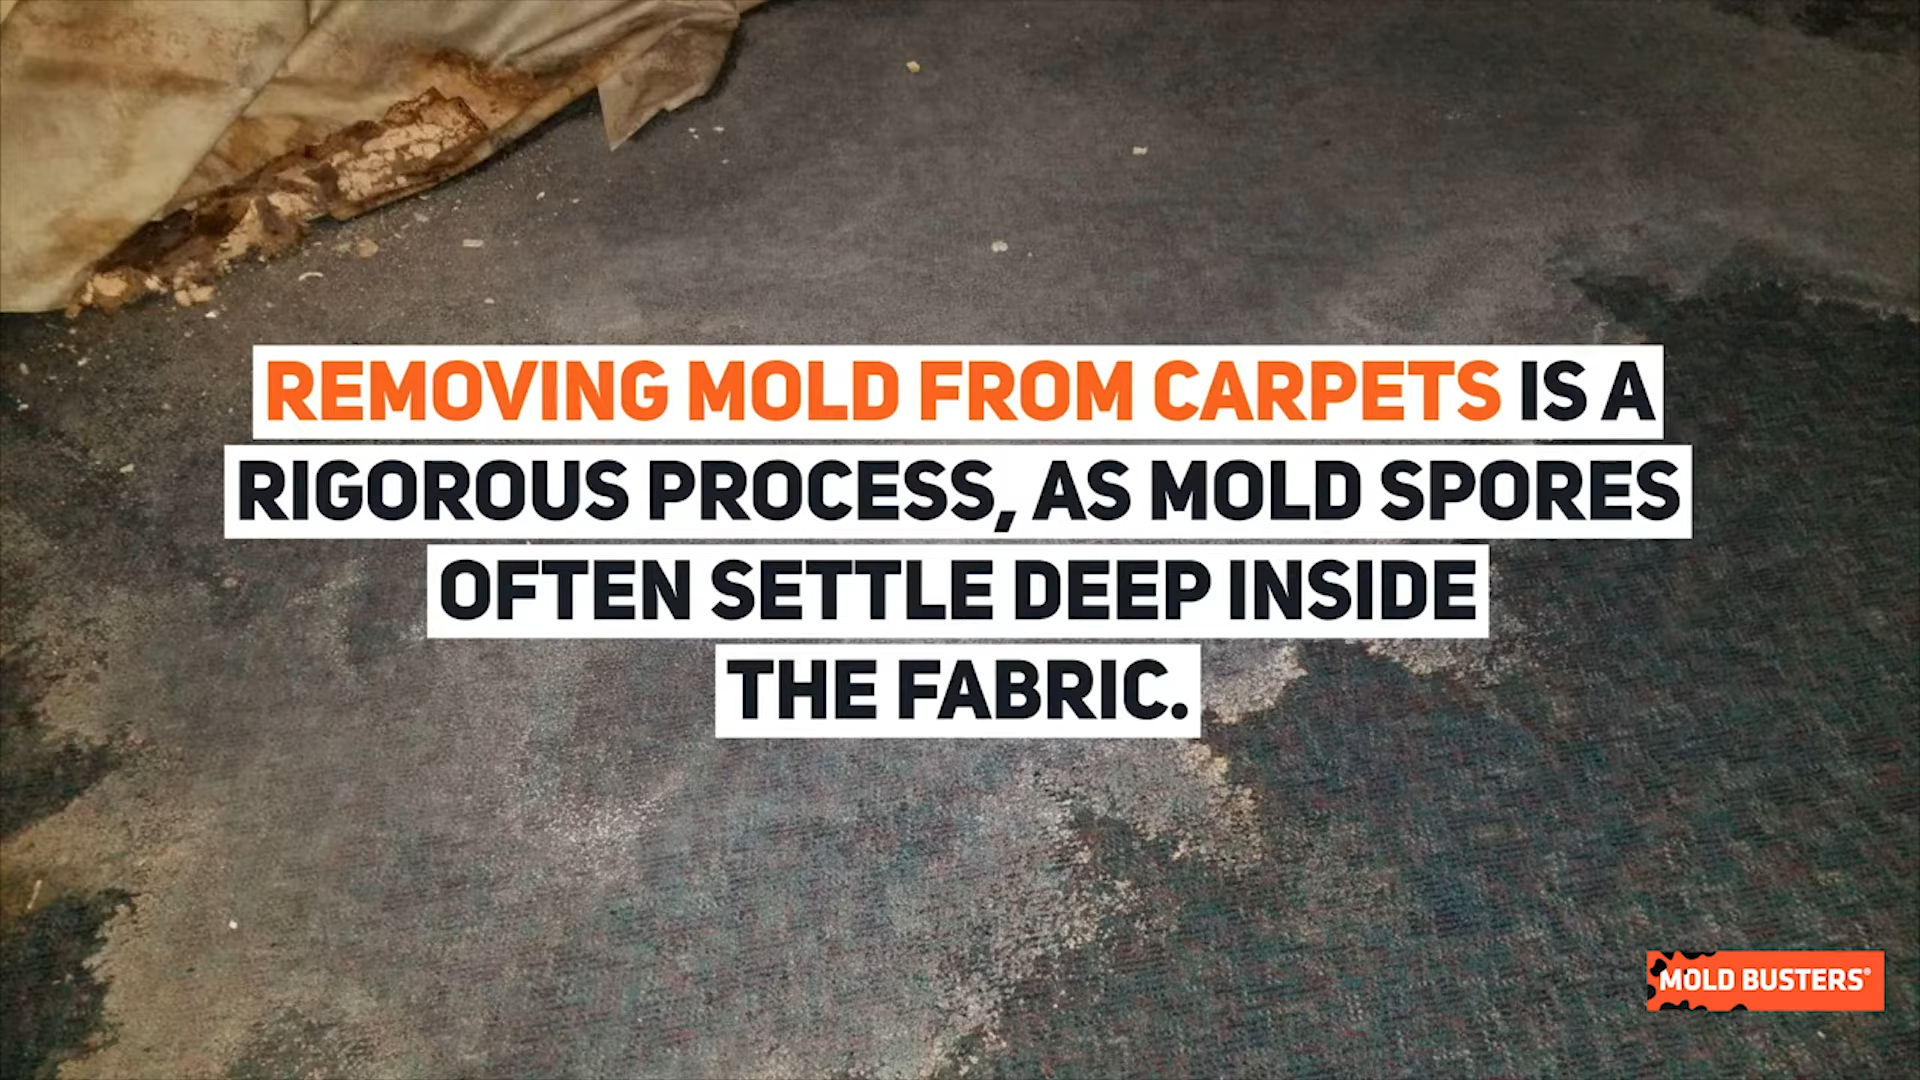 REMOVING MOLD FROM CARPETS IS A
RIGOROUS PROCESS, AS MOLD SPORES
OFTEN SETTLE DEEP INSIDE
THE FABRIC.
MOLD BUSTERS®